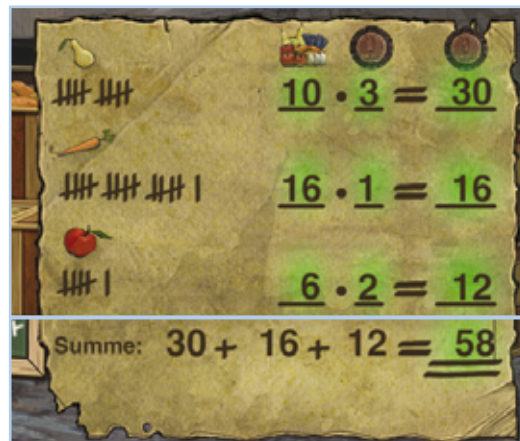 10 · 3 = 30
16 · 1 = 16
6 · 2 = 12
Summe: 30 + 16 + 12 = 58